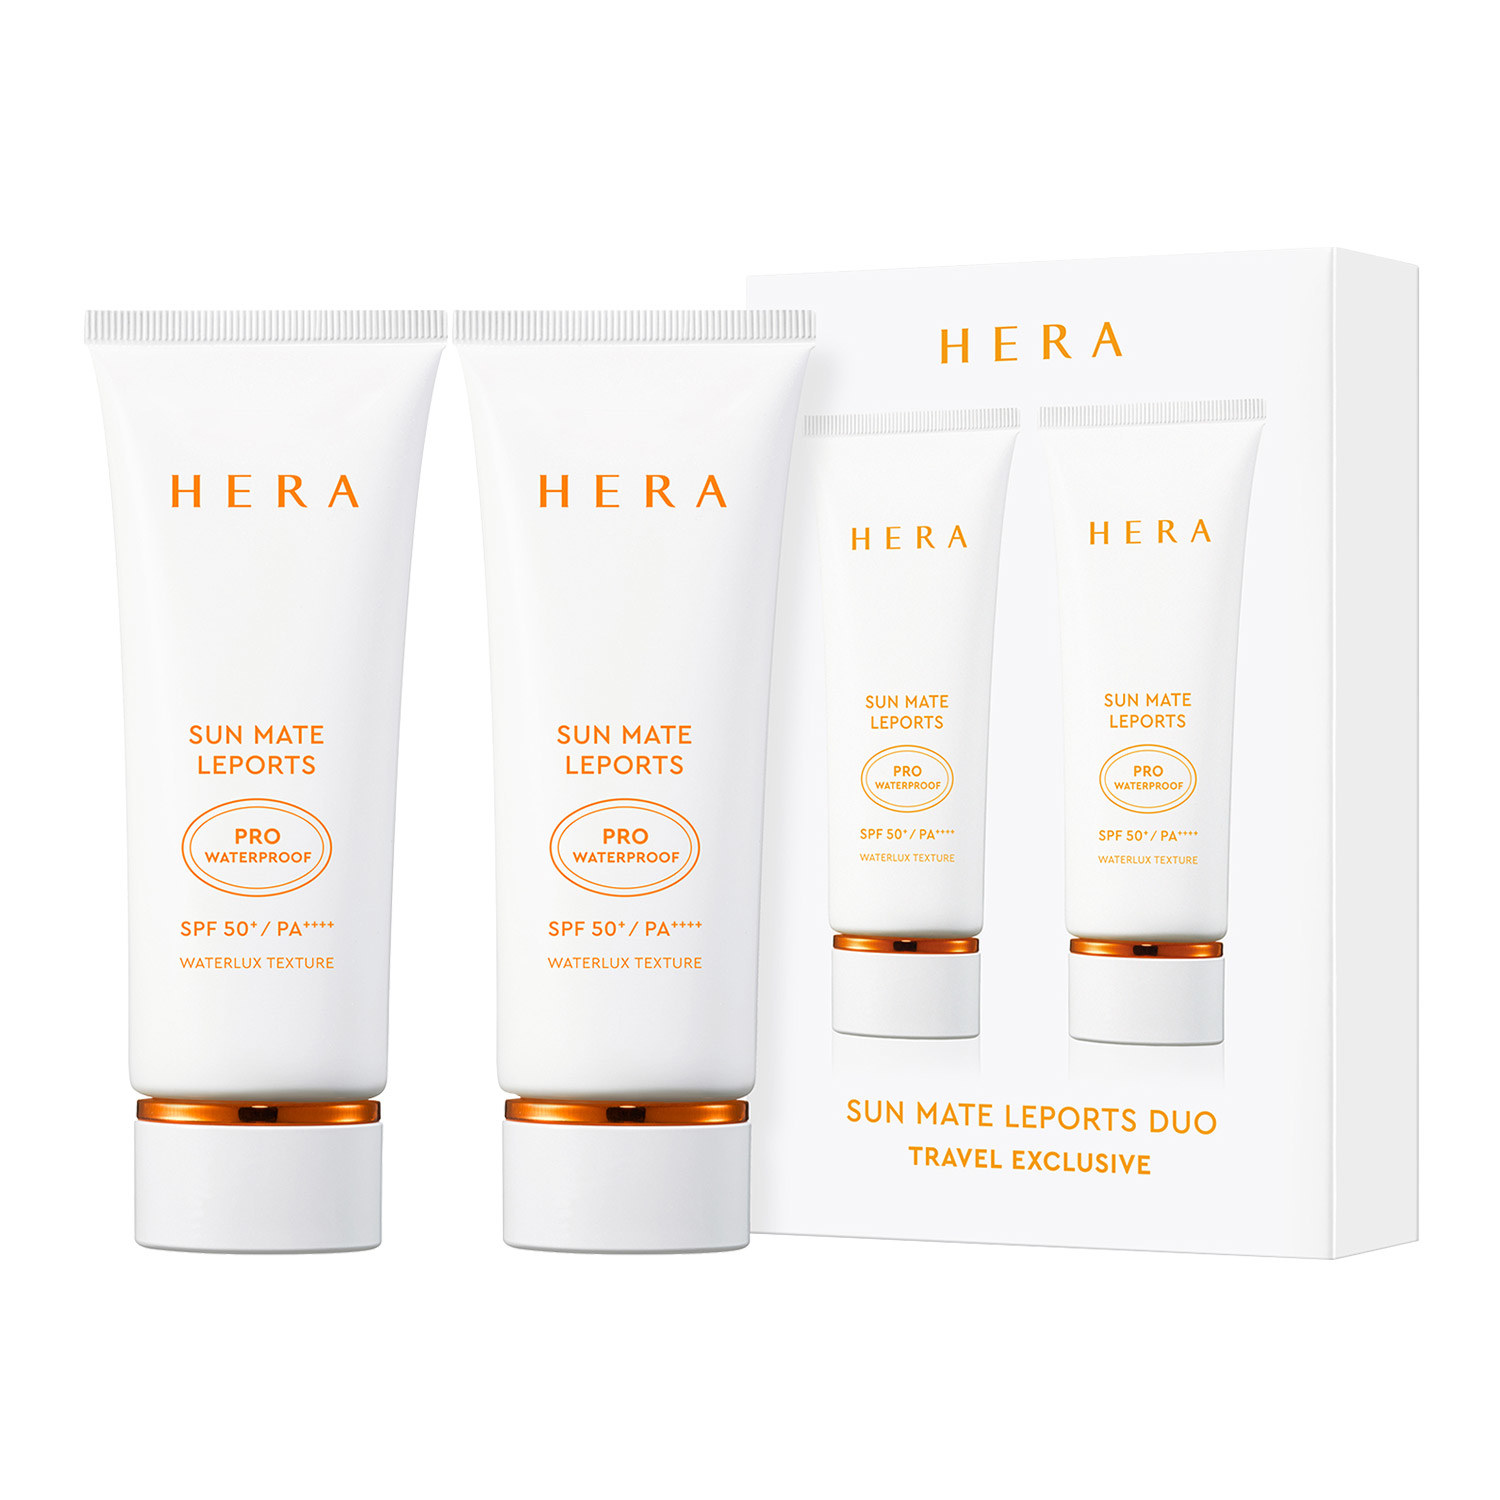 HERA
SUN MATE
LEPORTS
PRO
WATERPROOF
SPF 50⁺ / PA⁺⁺⁺⁺
WATERLUX TEXTURE
HERA
SUN MATE
LEPORTS
PRO
WATERPROOF
SPF 50⁺ / PA⁺⁺⁺⁺
WATERLUX TEXTURE
HERA
HERA
SUN MATE
LEPORTS
PRO
WATERPROOF
SPF 50⁺ / PA⁺⁺⁺⁺
WATERLUX TEXTURE
HERA
SUN MATE
LEPORTS
PRO
WATERPROOF
SPF 50⁺ / PA⁺⁺⁺⁺
WATERLUX TEXTURE
SUN MATE LEPORTS DUO
TRAVEL EXCLUSIVE